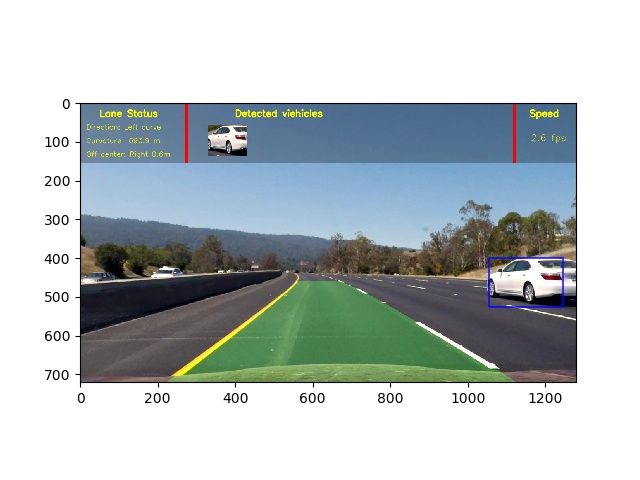 Lane Status
Detected viehicles
Speed
Direction: Left curve
Curvature: 693.9 m
Off center: Right 0.6m
2.6 fps
0
100
200
300
400
500
600
700
0
200
400
600
800
1000
1200